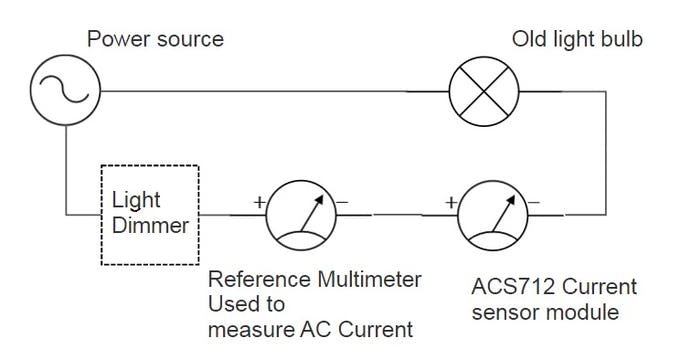 Power source
Old light bulb
Light
Dimmer
+
−
+
−
Reference Multimeter
Used to
measure AC Current
ACS712 Current
sensor module